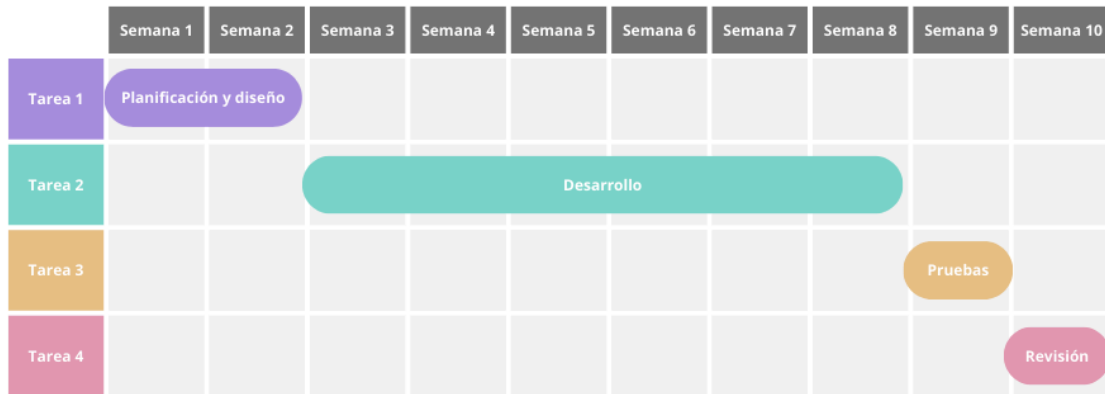 Semana 1 Semana 2 Semana 3 Semana 4 Semana 5 Semana 6 Semana 7 Semana 8 Semana 9 Semana 10
Tarea 1 Planificación y diseño
Tarea 2 Desarrollo
Tarea 3 Pruebas
Tarea 4 Revisión